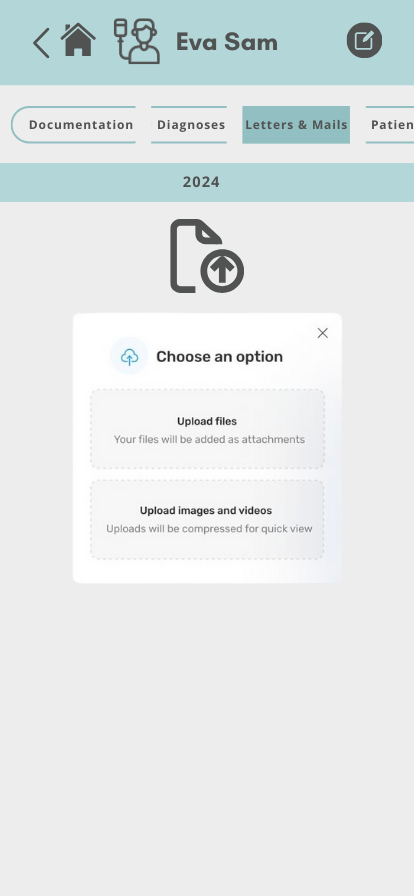 Eva Sam
Documentation
Diagnoses
Letters & Mails
Patien
2024
Choose an option
Upload files
Your files will be added as attachments
Upload images and videos
Uploads will be compressed for quick view